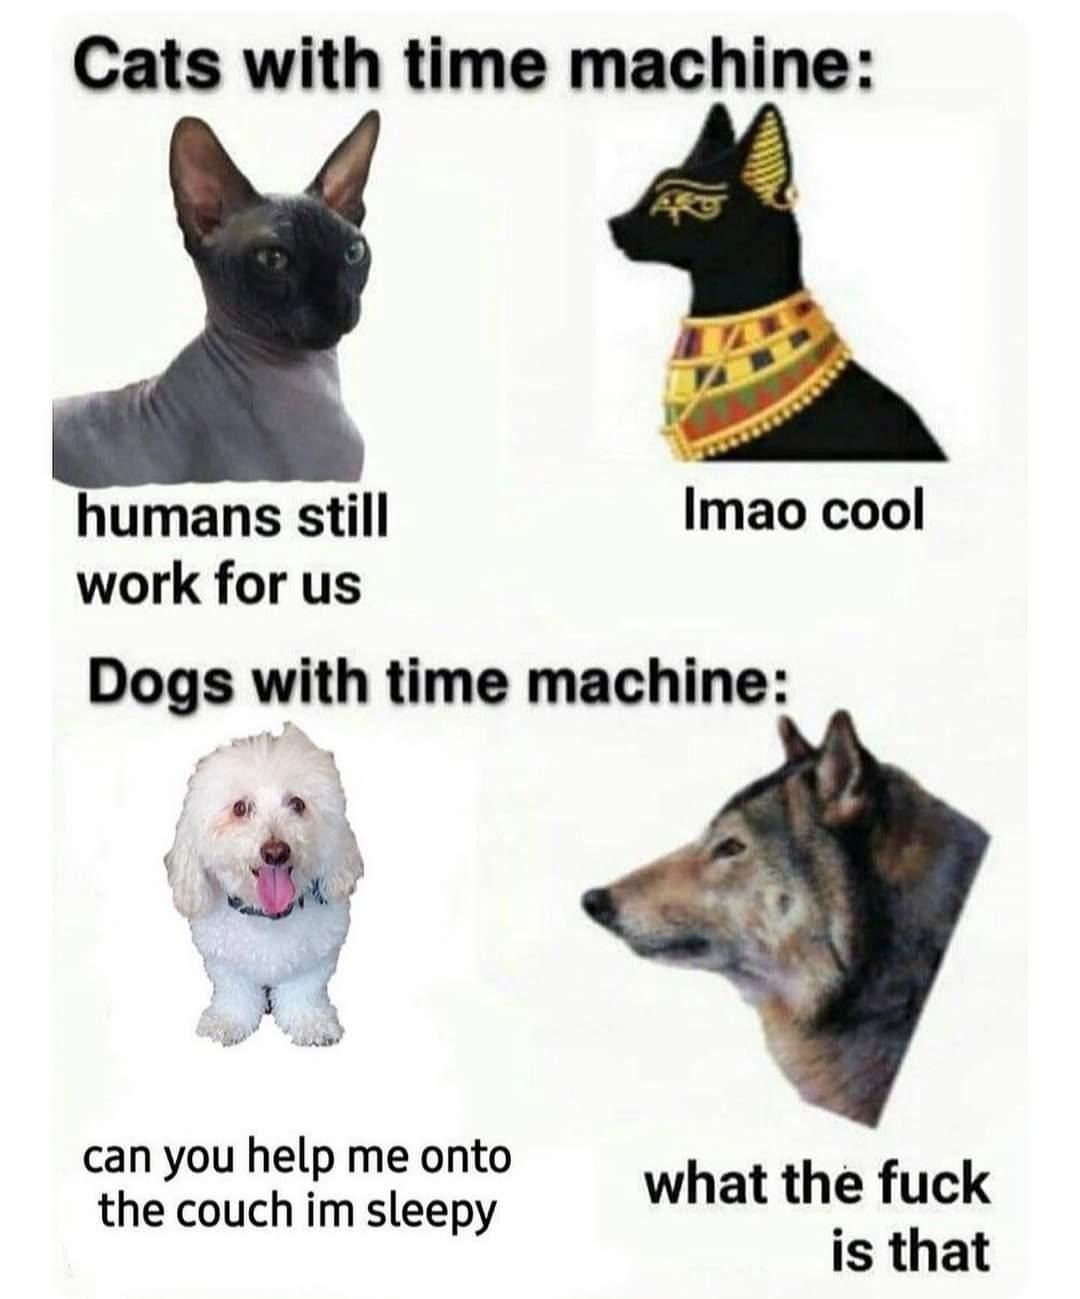 Cats with time machine:
humans still
work for us
lmao cool
Dogs with time machine:
can you help me onto
the couch im sleepy
what the fuck
is that